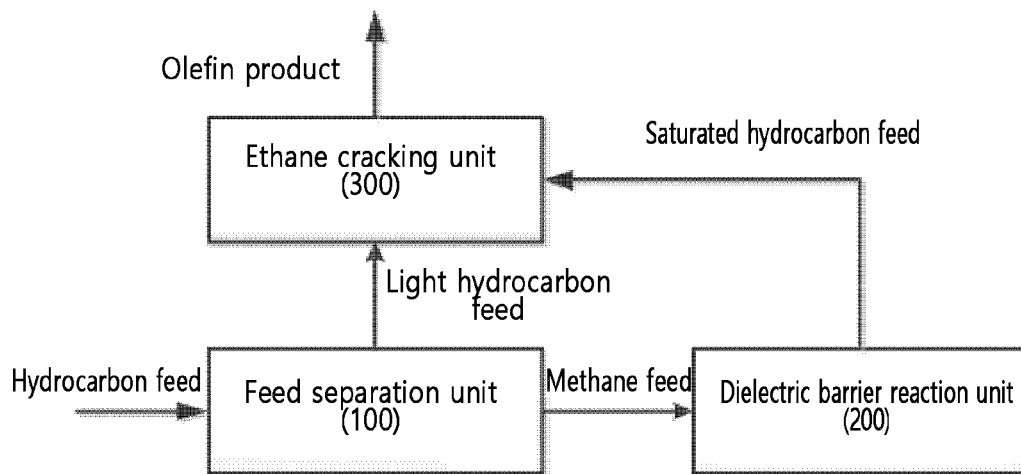 Olefin product
Ethane cracking unit
(300)
Saturated hydrocarbon feed
Light hydrocarbon
feed
Hydrocarbon feed
Feed separation unit
(100)
Methane feed
Dielectric barrier reaction unit
(200)